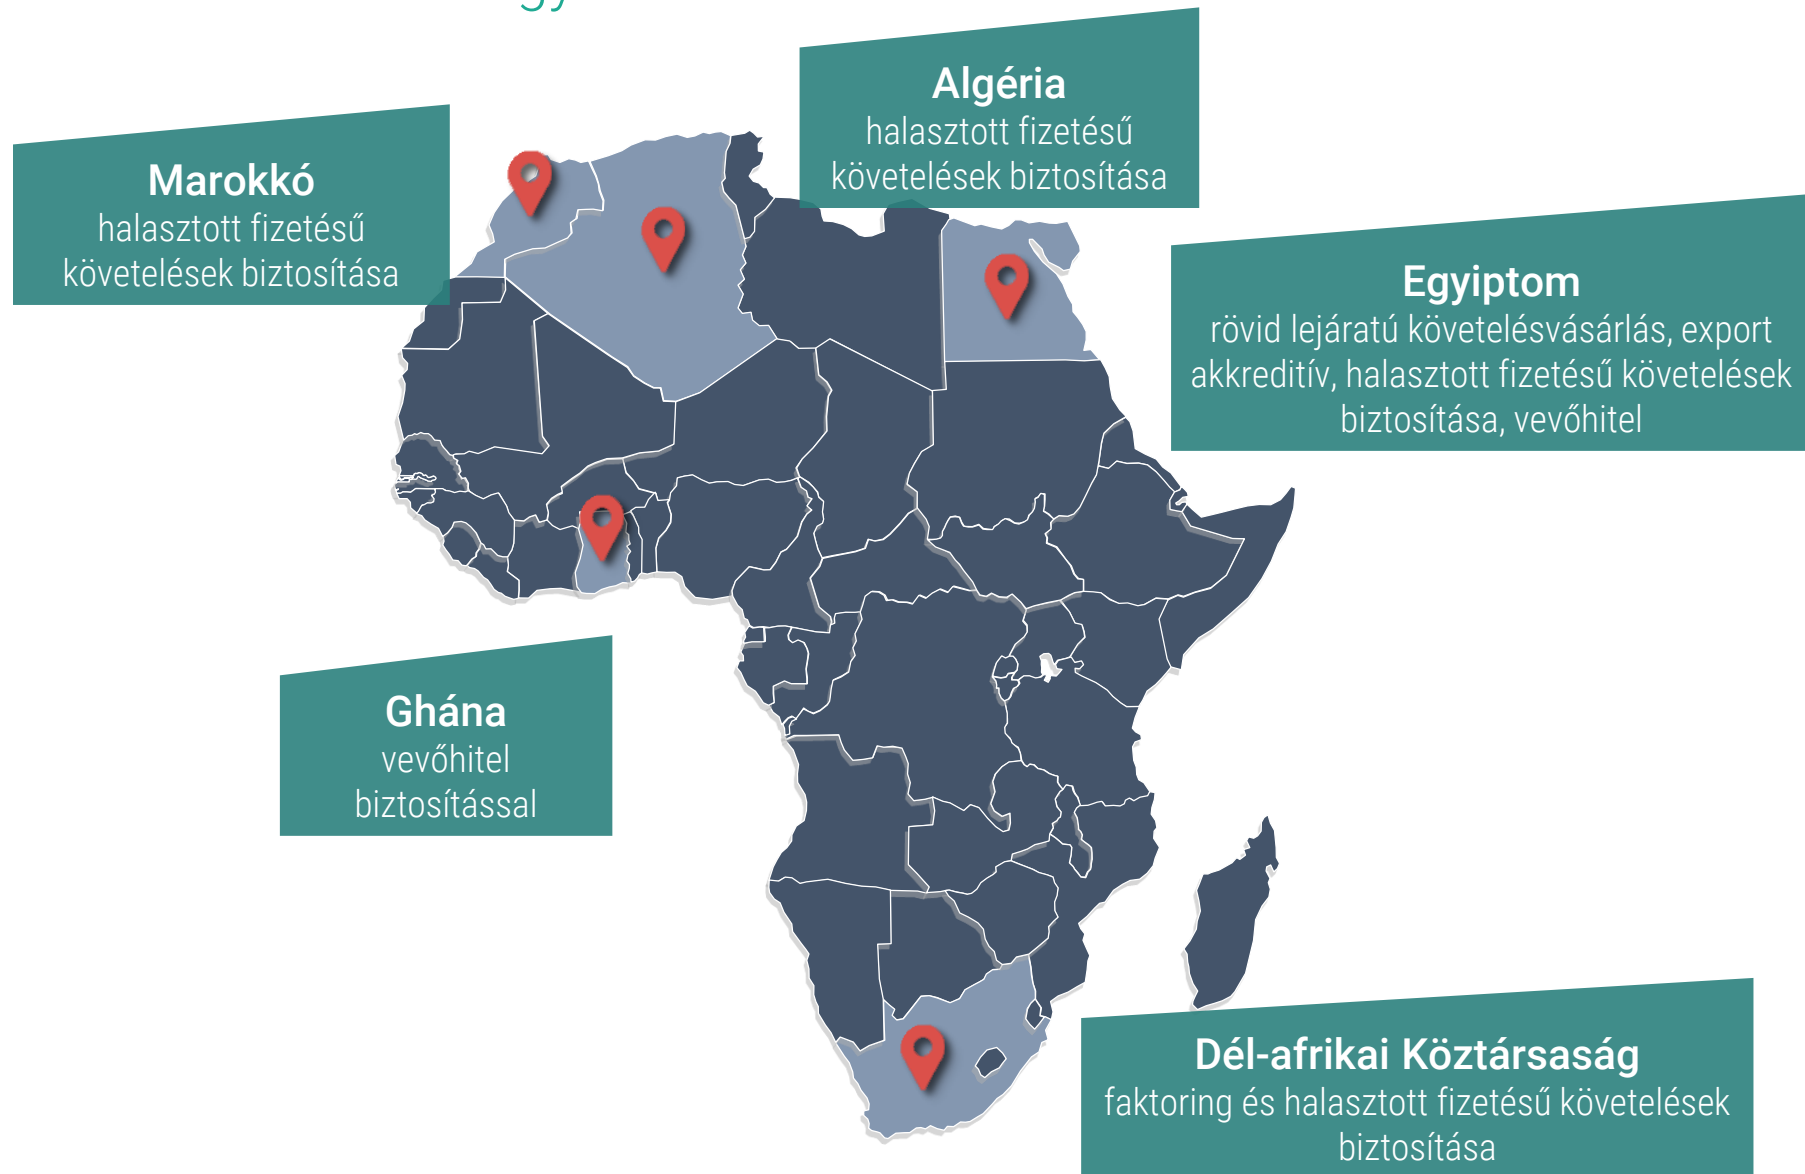 Algéria
halasztott fizetésű
követelések biztosítása
Marokkó
halasztott fizetésű
követelések biztosítása
Egyiptom
rövid lejáratú követelésvásárlás, export
akkreditív, halasztott fizetésű követelések
biztosítása, vevőhitel
Ghána
vevőhitel
biztosítással
Dél-afrikai Köztársaság
faktoring és halasztott fizetésű követelések
biztosítása